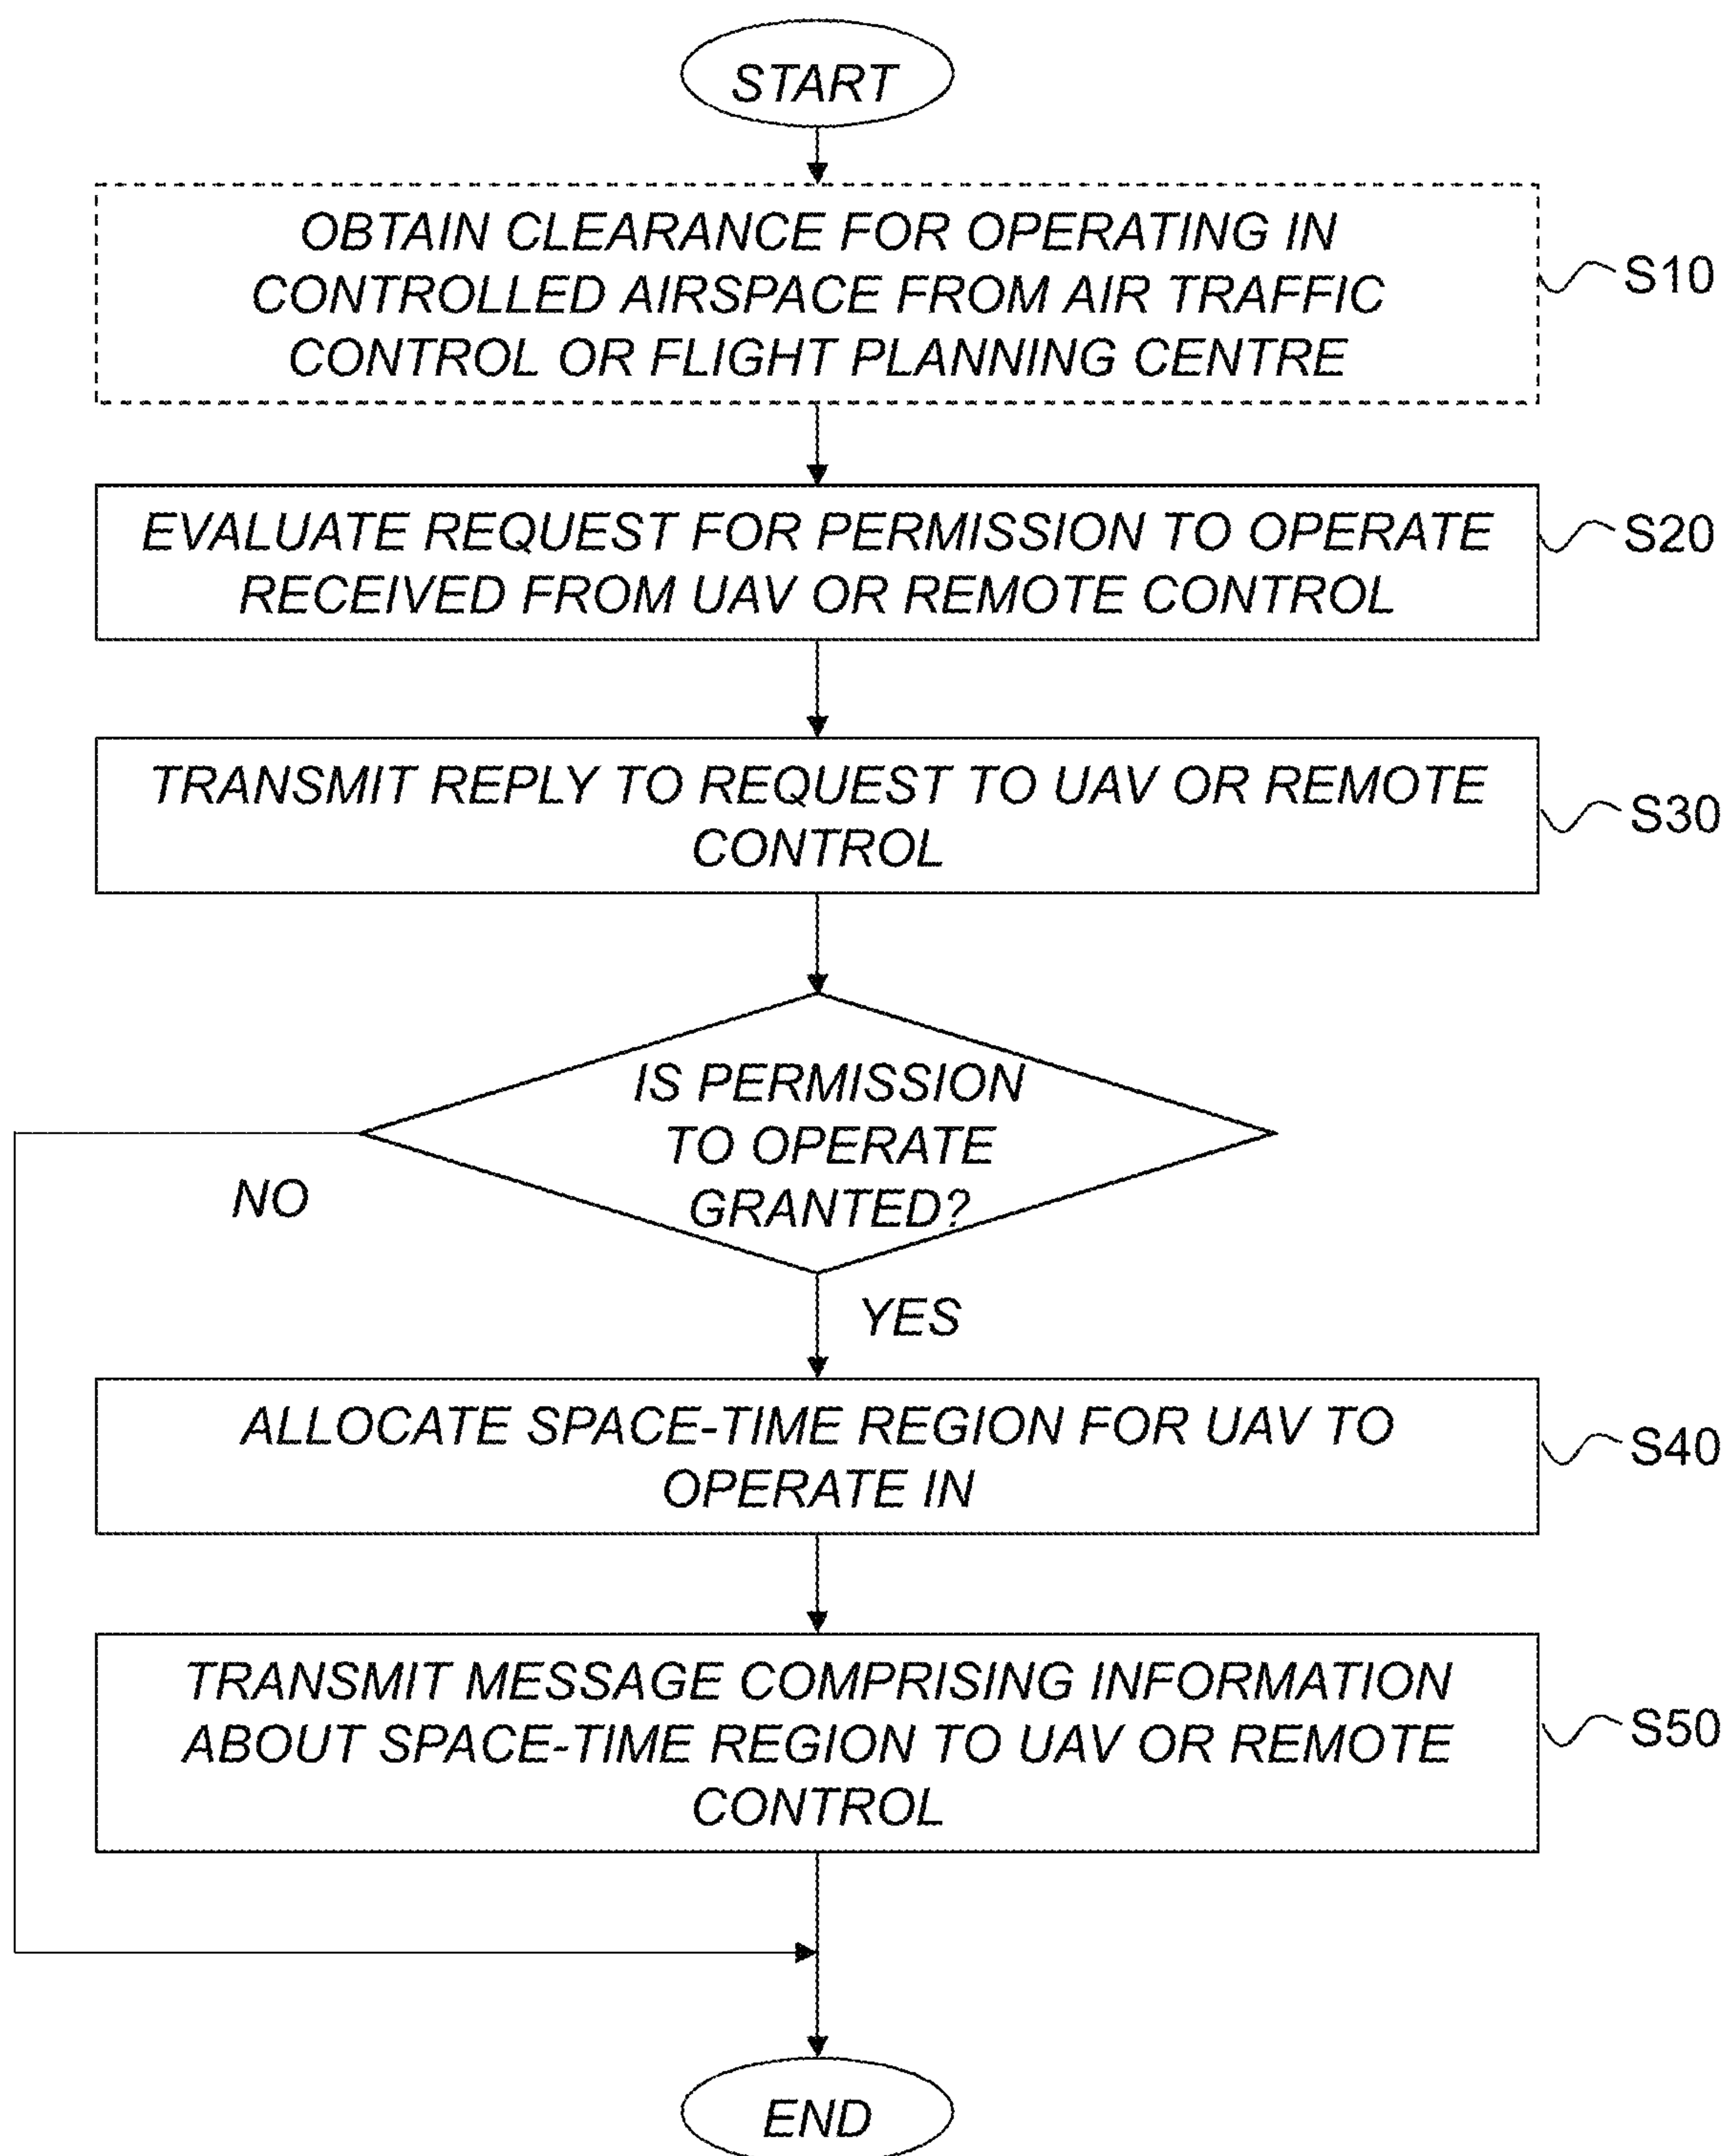 START
OBTAIN CLEARANCE FOR OPERATING IN
CONTROLLED AIRSPACE FROM AIR TRAFFIC
CONTROL OR FLIGHT PLANNING CENTRE
S10
EVALUATE REQUEST FOR PERMISSION TO OPERATE
RECEIVED FROM UAV OR REMOTE CONTROL
S20
TRANSMIT REPLY TO REQUEST TO UAV OR REMOTE
CONTROL
S30
IS PERMISSION
TO OPERATE
GRANTED?
NO
YES
ALLOCATE SPACE-TIME REGION FOR UAV TO
OPERATE IN
S40
TRANSMIT MESSAGE COMPRISING INFORMATION
ABOUT SPACE-TIME REGION TO UAV OR REMOTE
CONTROL
S50
END